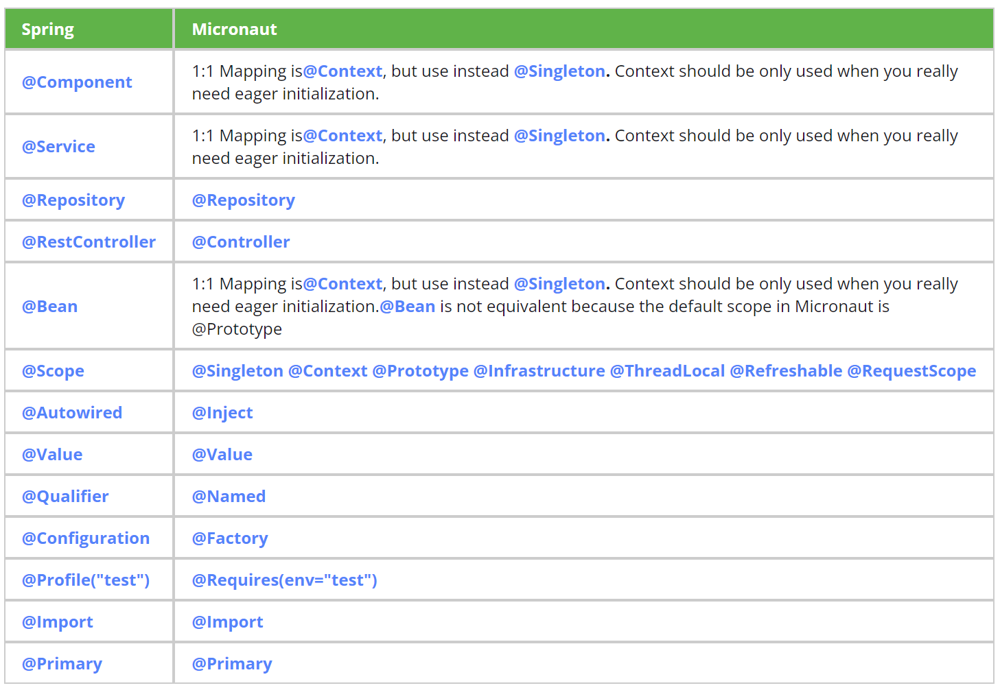 Spring
Micronaut
@Component
1:1 Mapping is@Context, but use instead @Singleton. Context should be only used when you really
need eager initialization.
@Service
1:1 Mapping is@Context, but use instead @Singleton. Context should be only used when you really
need eager initialization.
@Repository
@Repository
@RestController
@Controller
@Bean
1:1 Mapping is@Context, but use instead @Singleton. Context should be only used when you really
need eager initialization.@Bean is not equivalent because the default scope in Micronaut is
@Prototype
@Scope
@Singleton @Context @Prototype @Infrastructure @ThreadLocal @Refreshable @RequestScope
@Autowired
@Inject
@Value
@Value
@Qualifier
@Named
@Configuration
@Factory
@Profile("test")
@Requires(env="test")
@Import
@Import
@Primary
@Primary